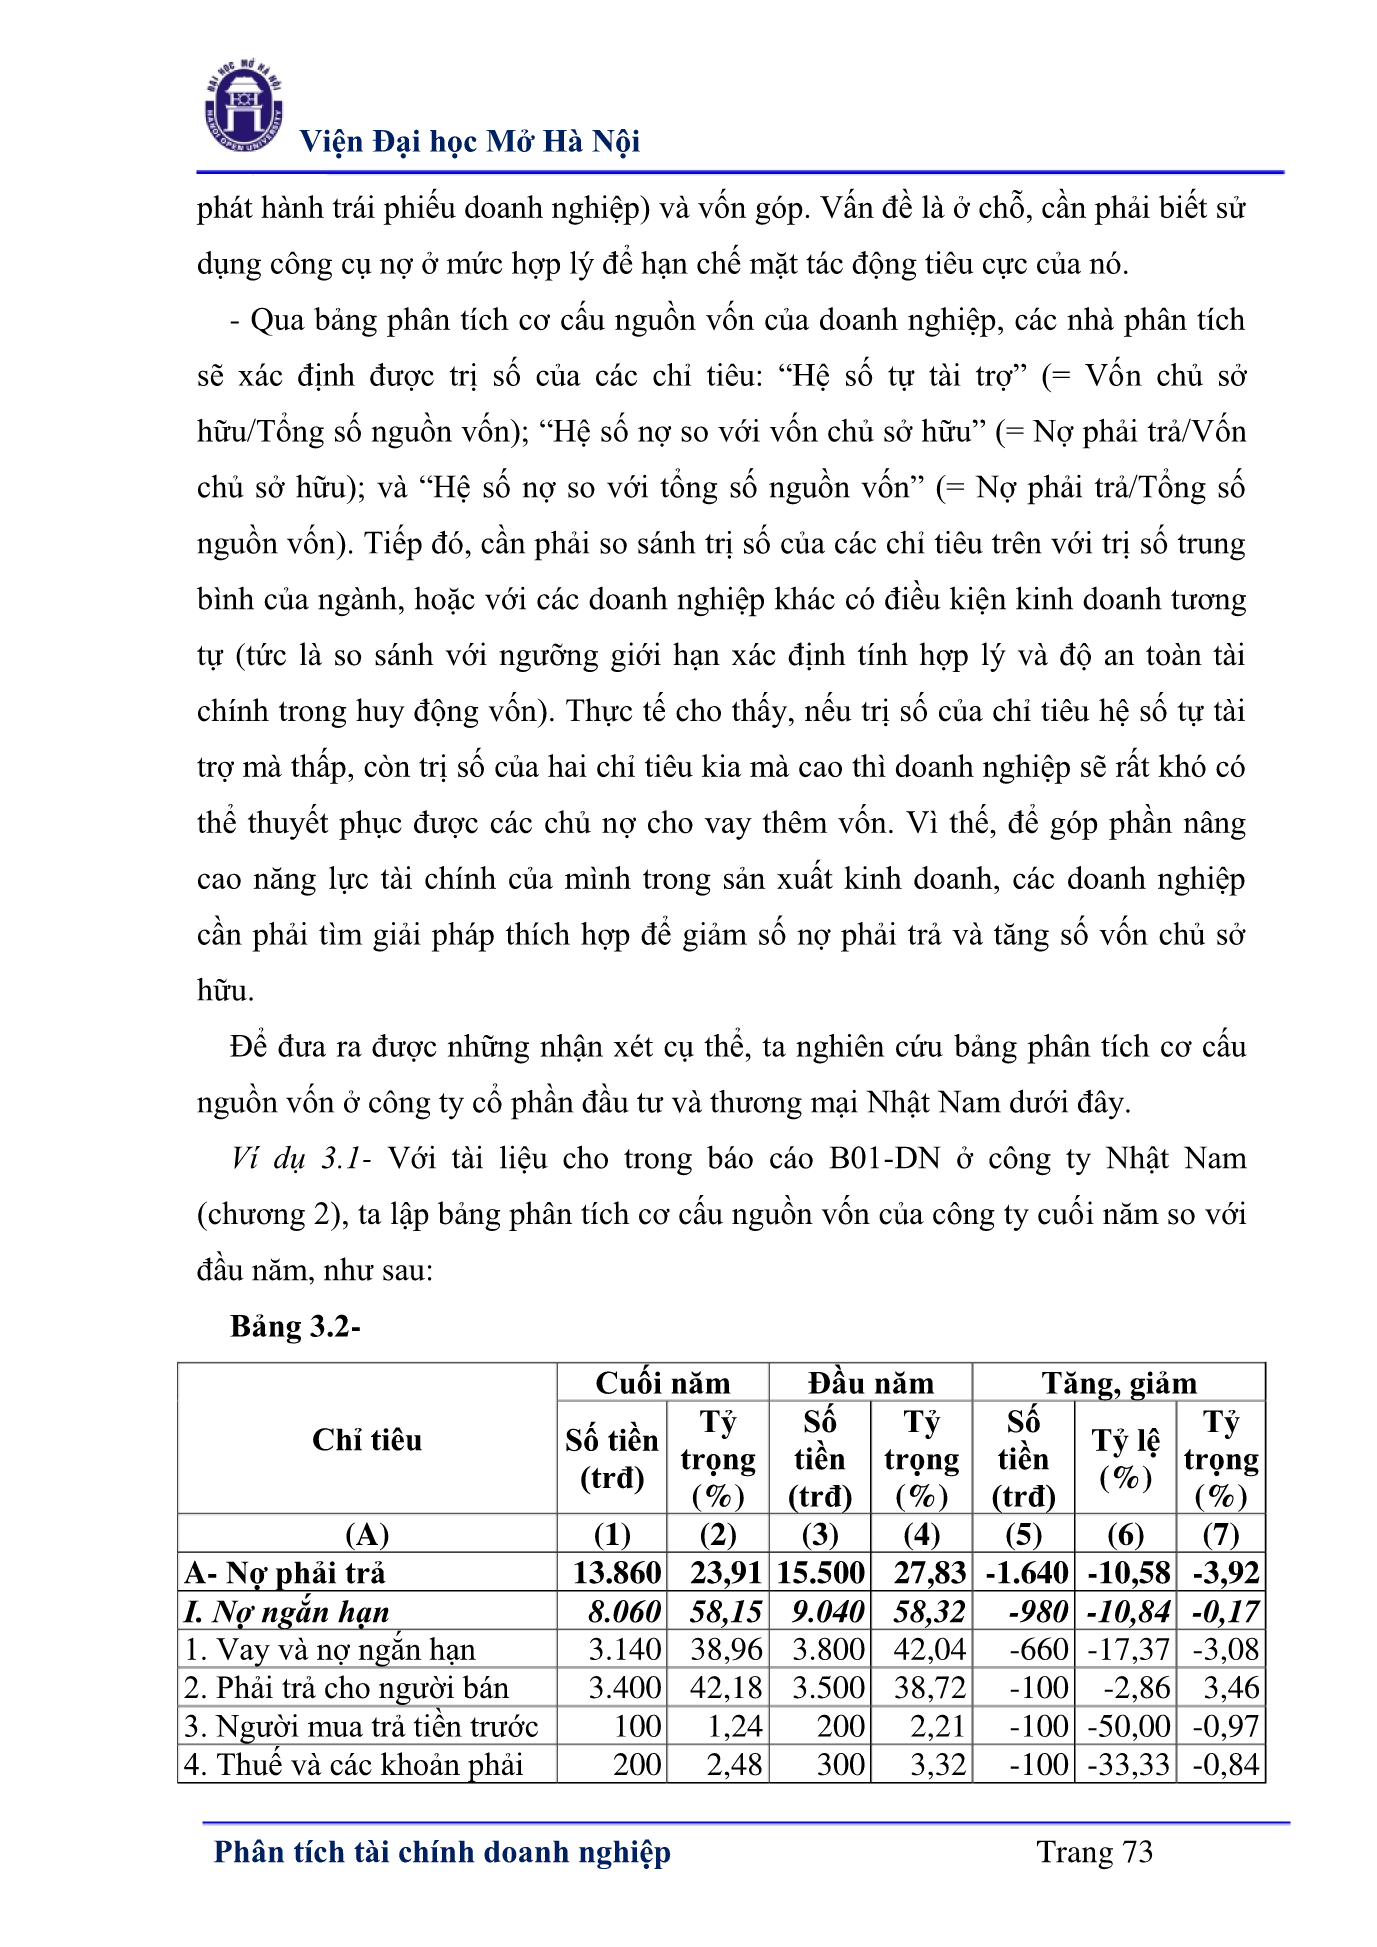 ĐẠI HỌC MỞ HÀ NỘI
HANOI OPEN UNIVERSITY
Viện Đại học Mở Hà Nội
phát hành trái phiếu doanh nghiệp) và vốn góp. Vấn đề là ở chỗ, cần phải biết sử
dụng công cụ nợ ở mức hợp lý để hạn chế mặt tác động tiêu cực của nó.
- Qua bảng phân tích cơ cấu nguồn vốn của doanh nghiệp, các nhà phân tích
sẽ xác định được trị số của các chỉ tiêu: “Hệ số tự tài trợ” (= Vốn chủ sở
hữu/Tổng số nguồn vốn); “Hệ số nợ so với vốn chủ sở hữu” (= Nợ phải trả/Vốn
chủ sở hữu); và “Hệ số nợ so với tổng số nguồn vốn” (= Nợ phải trả/Tổng số
nguồn vốn). Tiếp đó, cần phải so sánh trị số của các chỉ tiêu trên với trị số trung
bình của ngành, hoặc với các doanh nghiệp khác có điều kiện kinh doanh tương
tự (tức là so sánh với ngưỡng giới hạn xác định tính hợp lý và độ an toàn tài
chính trong huy động vốn). Thực tế cho thấy, nếu trị số của chỉ tiêu hệ số tự tài
trợ mà thấp, còn trị số của hai chỉ tiêu kia mà cao thì doanh nghiệp sẽ rất khó có
thể thuyết phục được các chủ nợ cho vay thêm vốn. Vì thế, để góp phần nâng
cao năng lực tài chính của mình trong sản xuất kinh doanh, các doanh nghiệp
cần phải tìm giải pháp thích hợp để giảm số nợ phải trả và tăng số vốn chủ sở
hữu.
Để đưa ra được những nhận xét cụ thể, ta nghiên cứu bảng phân tích cơ cấu
nguồn vốn ở công ty cổ phần đầu tư và thương mại Nhật Nam dưới đây.
Ví dụ 3.1- Với tài liệu cho trong báo cáo B01-DN ở công ty Nhật Nam
(chương 2), ta lập bảng phân tích cơ cấu nguồn vốn của công ty cuối năm so với
đầu năm, như sau:
Bảng 3.2-
Chỉ tiêu Cuối năm Đầu năm Tăng, giảm
Số tiền (trđ) Tỷ trọng (%) Số tiền (trđ) Tỷ trọng (%) Số tiền (trđ) Tỷ lệ (%) Tỷ trọng (%)
(A) (1) (2) (3) (4) (5) (6) (7)
A- Nợ phải trả 13.860 23,91 15.500 27,83 -1.640 -10,58 -3,92
I. Nợ ngắn hạn 8.060 58,15 9.040 58,32 -980 -10,84 -0,17
1. Vay và nợ ngắn hạn 3.140 38,96 3.800 42,04 -660 -17,37 -3,08
2. Phải trả cho người bán 3.400 42,18 3.500 38,72 -100 -2,86 3,46
3. Người mua trả tiền trước 100 1,24 200 2,21 -100 -50,00 -0,97
4. Thuế và các khoản phải 200 2,48 300 3,32 -100 -33,33 -0,84
Phân tích tài chính doanh nghiệp Trang 73